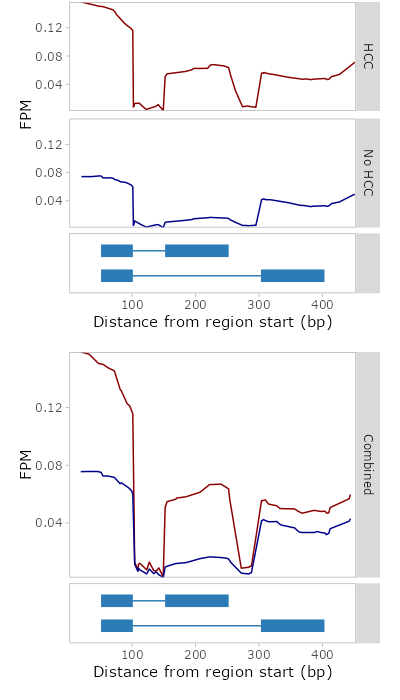 0.12
0.08
0.04
HCC
FPM
0.12
0.08
0.04
No HCC
100 200 300 400
Distance from region start (bp)
0.12
0.08
0.04
FPM
Combined
100 200 300 400
Distance from region start (bp)